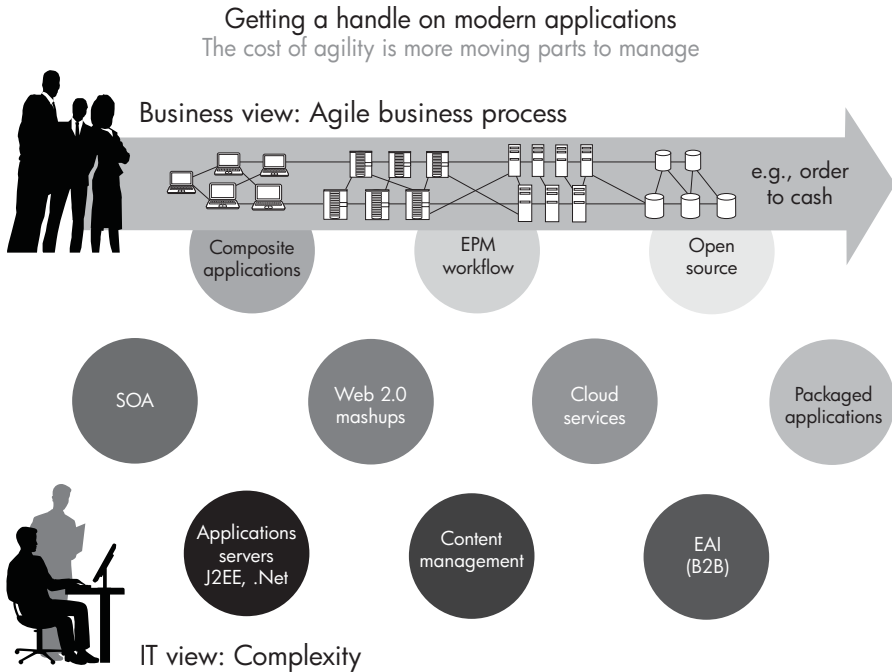 Getting a handle on modern applications
The cost of agility is more moving parts to manage
Business view: Agile business process
e.g., order
to cash
Composite
applications
EPM
workflow
Open
source
SOA
Web 2.0
mashups
Cloud
services
Packaged
applications
Applications
servers
J2EE, .Net
Content
management
EAI
(B2B)
IT view: Complexity